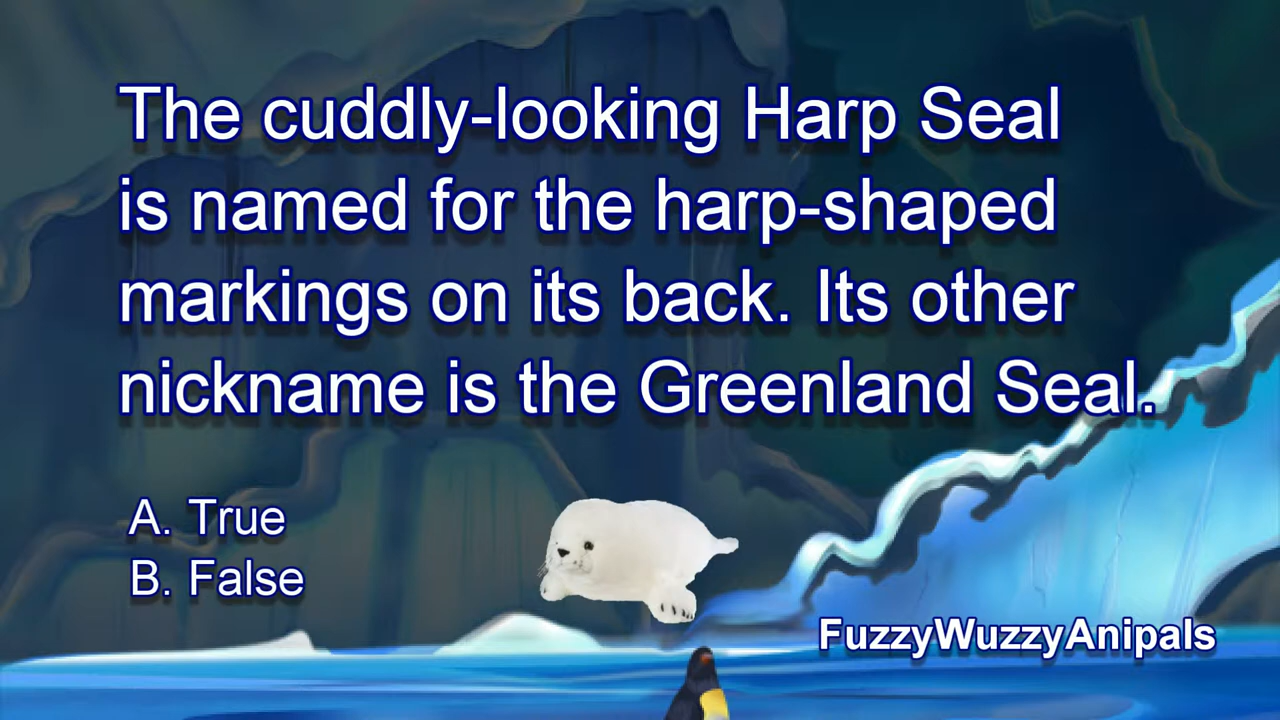 The cuddly-looking Harp Seal
is named for the harp-shaped
markings on its back. Its other
nickname is the Greenland Seal.
A. True
B. False
FuzzyWuzzyAnipals